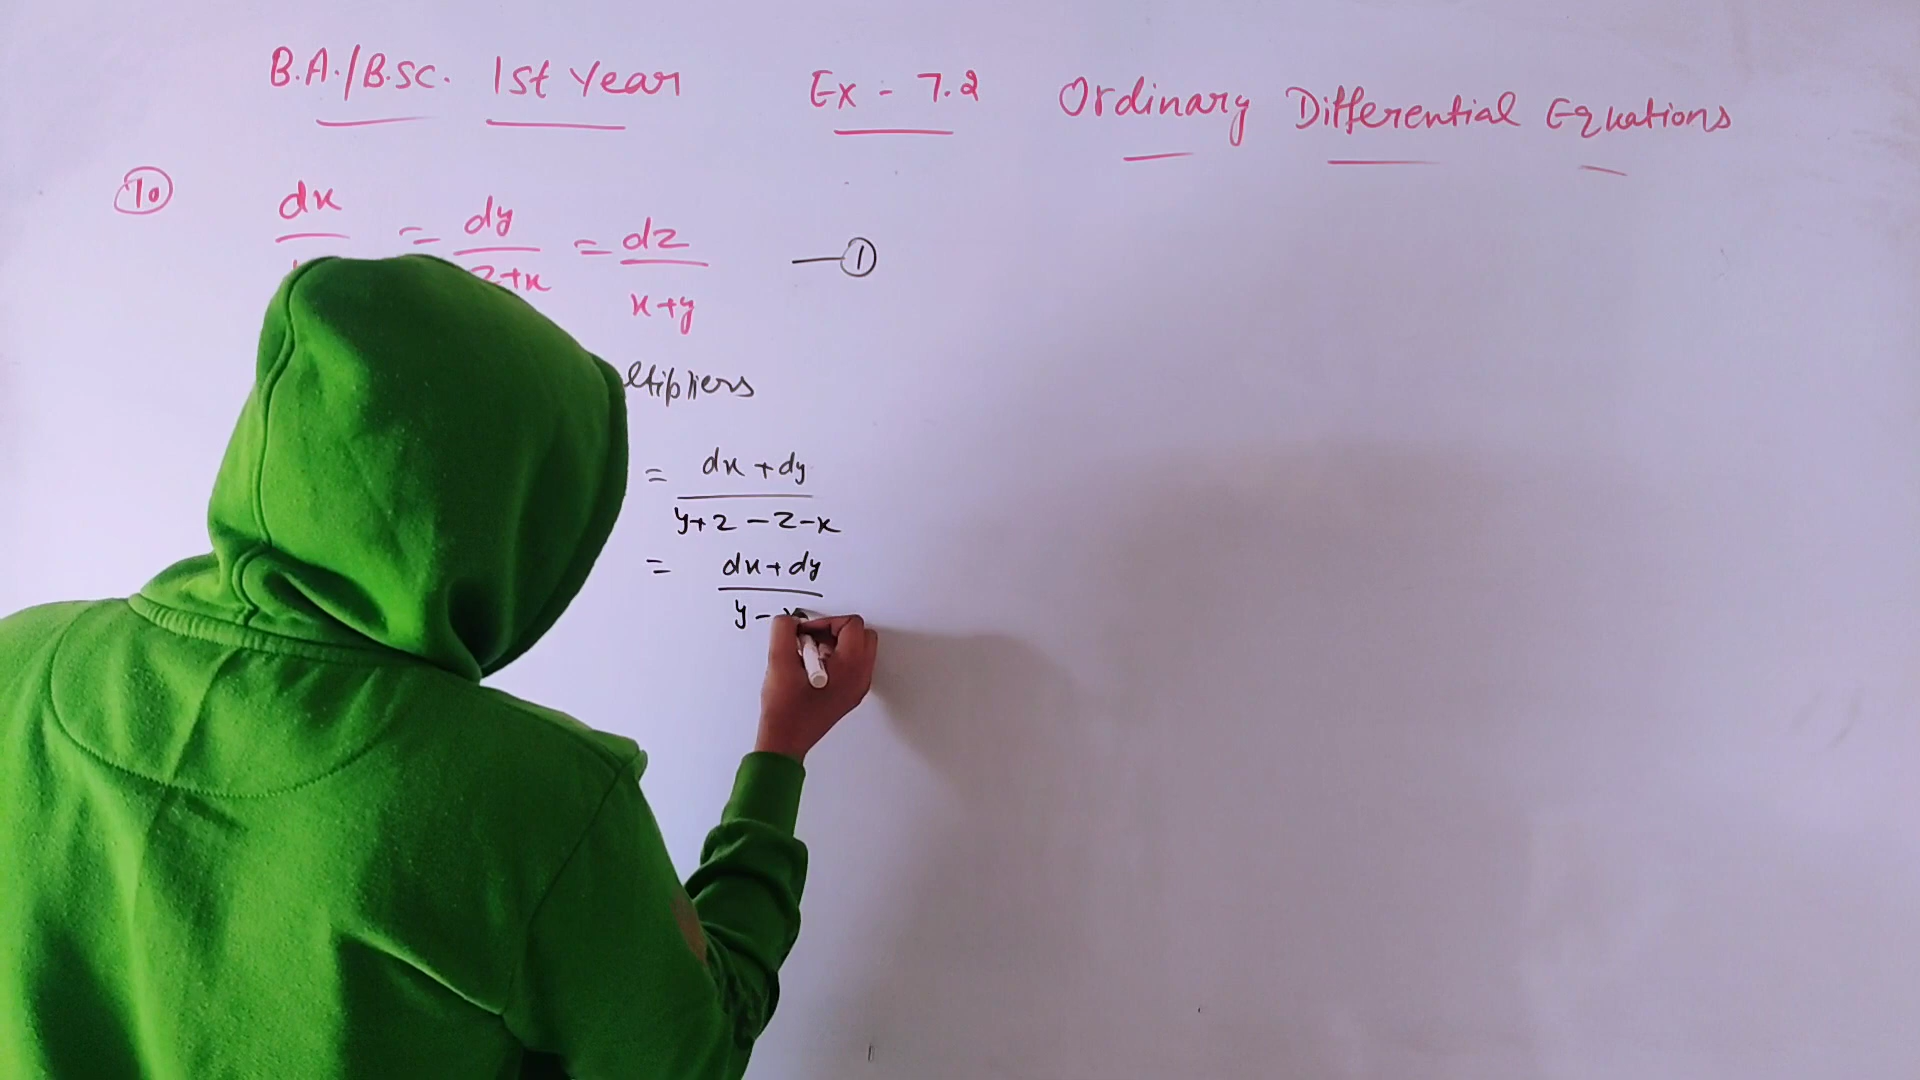 B.A./B.Sc. 1st Year Ex - 7.2 Ordinary Differential Equations
10 dx = dy/z+x = dz/x+y — 1
ltipliers
= dx + dy / y+z - z-x
= dx + dy / y -